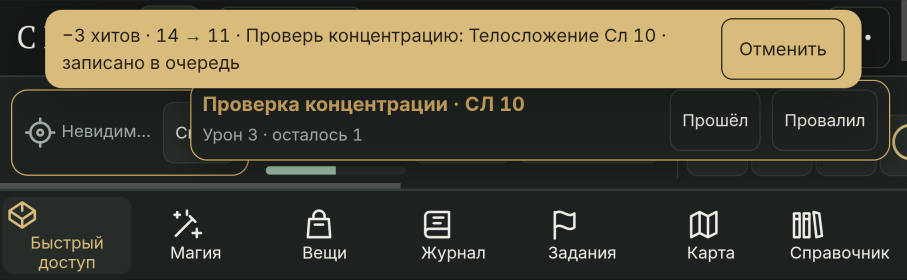 С
−3 хитов · 14 → 11 · Проверь концентрацию: Телосложение Сл 10 ·
записано в очередь
Отменить
Проверка концентрации · СЛ 10
Урон 3 · осталось 1
Прошёл
Провалил
Невидим...
Быстрый
доступ
Магия
Вещи
Журнал
Задания
Карта
Справочник